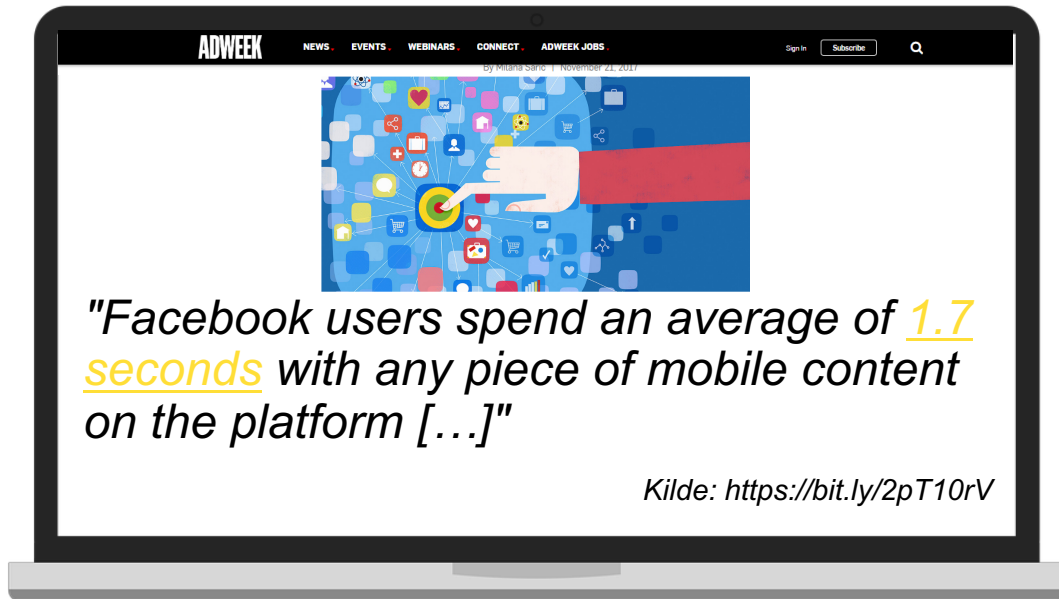 ADWEEK NEWS. EVENTS. WEBINARS. CONNECT. ADWEEK JOBS. Sign In Subscribe
By Milana Saric | November 21, 2017
"Facebook users spend an average of 1.7
seconds with any piece of mobile content
on the platform […]"
Kilde: https://bit.ly/2pT10rV